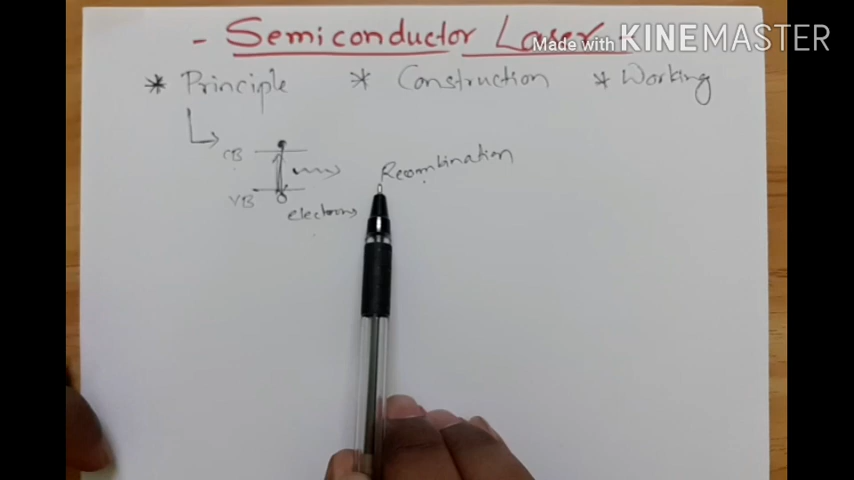 - Semiconductor Laser -
Made with KINEMASTER
* Principle * Construction * Working
CB
Recombination
VB
electrons